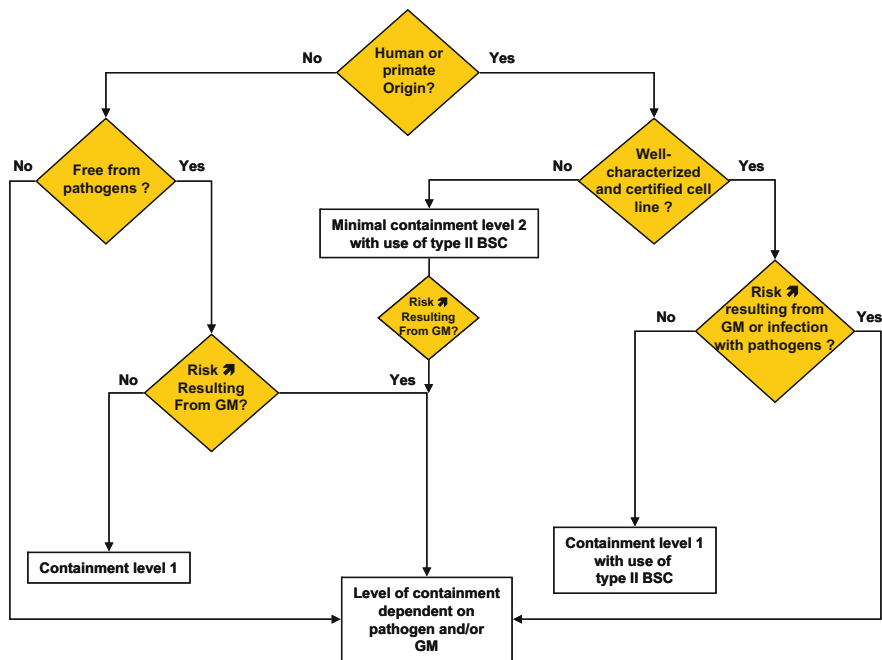 Human or
primate
Origin?
No
Yes
Free from
pathogens ?
No
Yes
Well-
characterized
and certified cell
line ?
No
Yes
Minimal containment level 2
with use of type II BSC
Risk ↗
Resulting
From GM?
Risk ↗
resulting from
GM or infection
with pathogens ?
No
Yes
Risk ↗
Resulting
From GM?
No
Yes
Containment level 1
Containment level 1
with use of
type II BSC
Level of containment
dependent on
pathogen and/or
GM